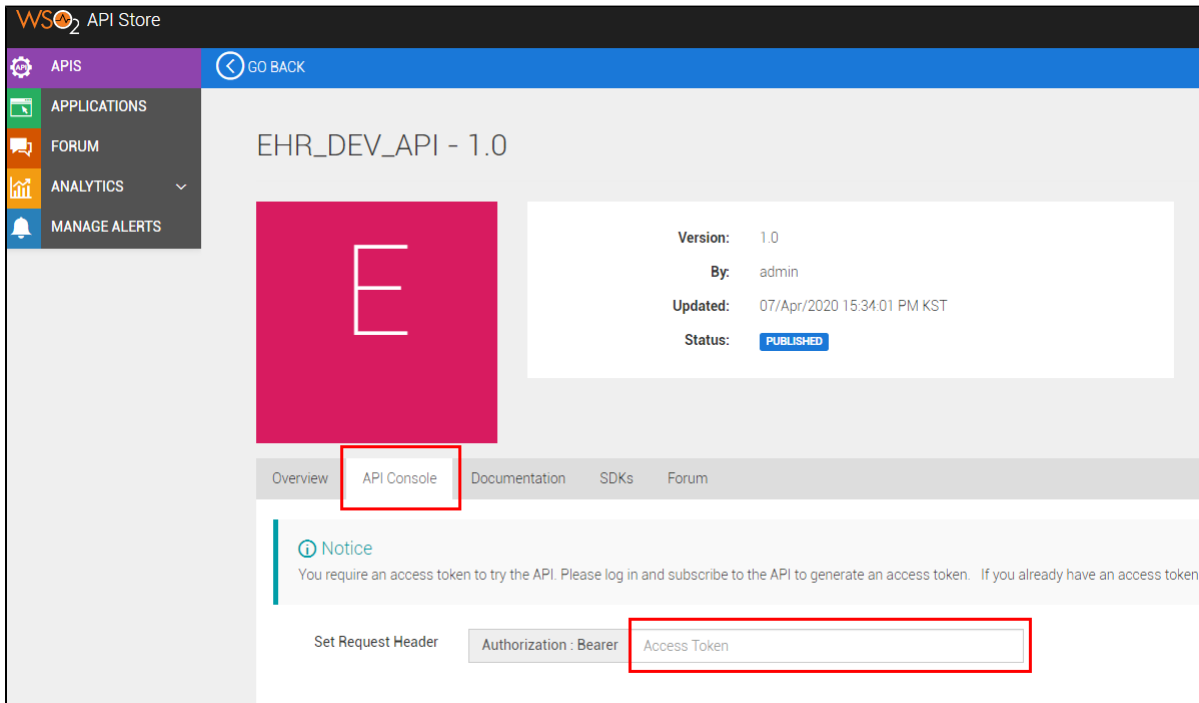 WSO2 API Store
API APIS
GO BACK
APPLICATIONS
FORUM
ANALYTICS
MANAGE ALERTS
EHR_DEV_API - 1.0
E
Version: 1.0
By: admin
Updated: 07/Apr/2020 15:34:01 PM KST
Status: PUBLISHED
Overview API Console Documentation SDKs Forum
Notice
You require an access token to try the API. Please log in and subscribe to the API to generate an access token. If you already have an access token
Set Request Header Authorization : Bearer Access Token